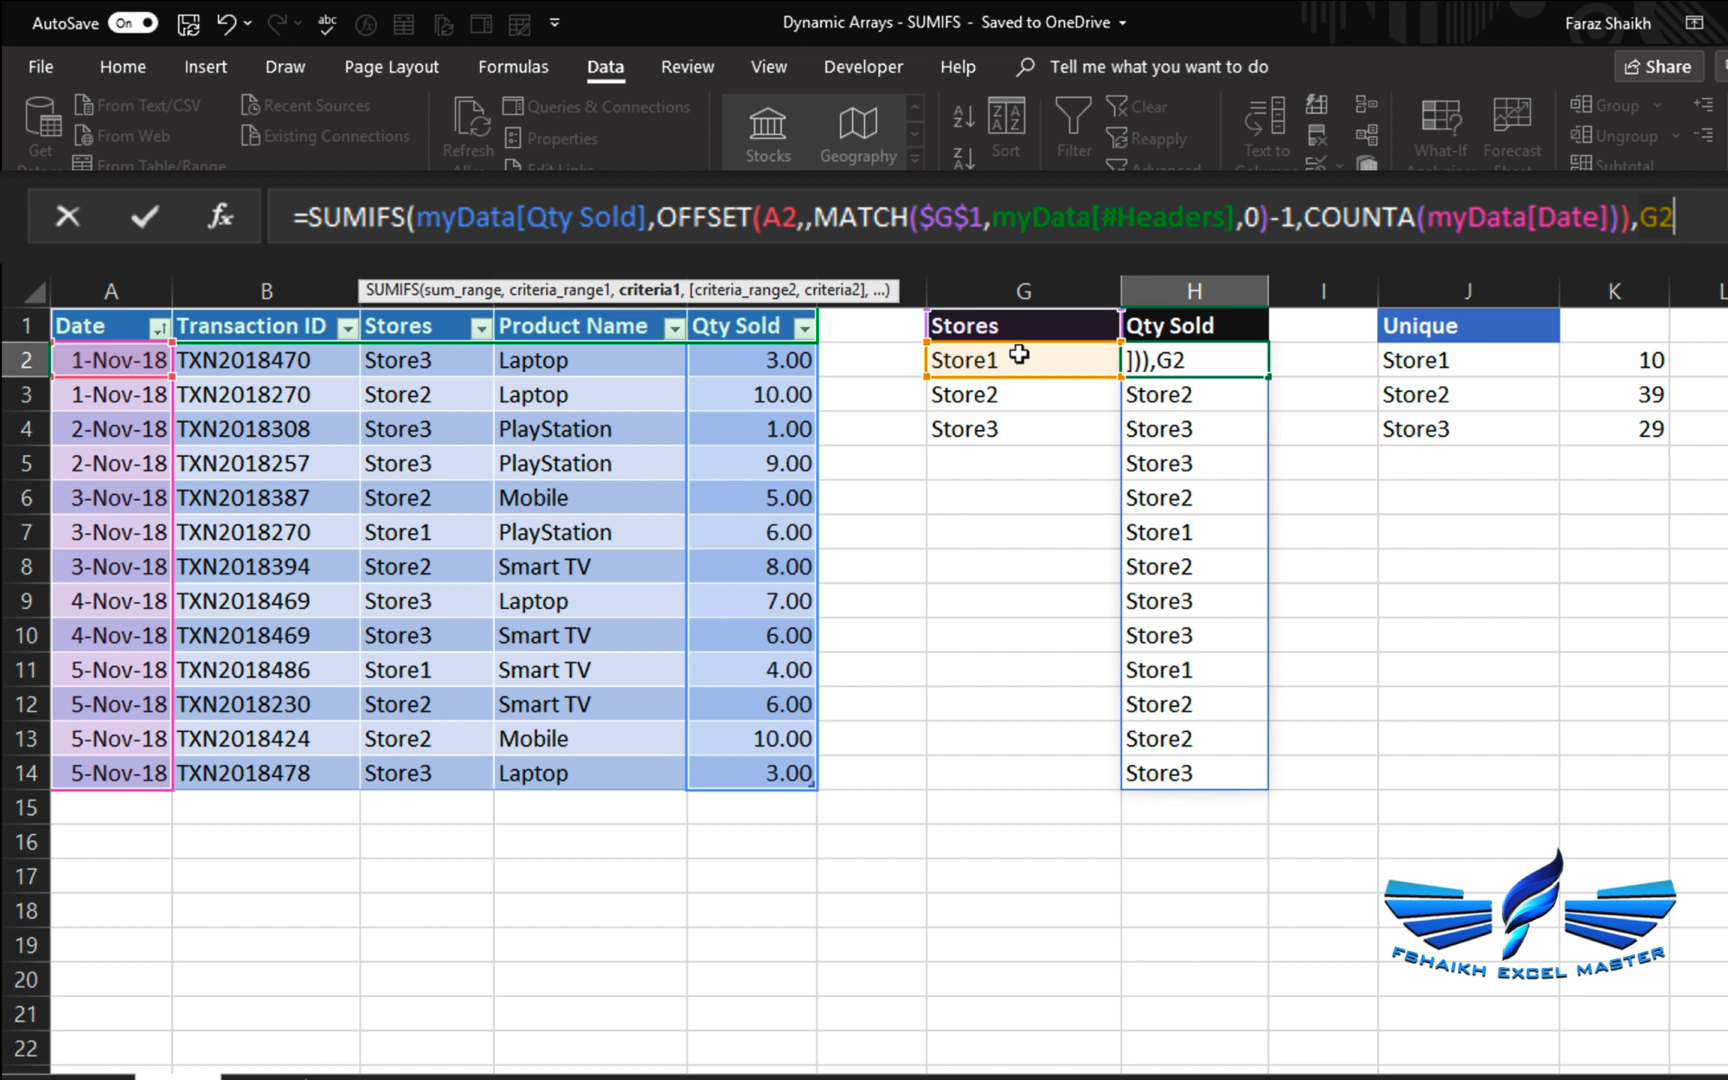 AutoSave On abc Dynamic Arrays - SUMIFS - Saved to OneDrive Faraz Shaikh
File Home Insert Draw Page Layout Formulas Data Review View Developer Help Tell me what you want to do Share
Get
From Text/CSV
From Web
From Table/Range
Recent Sources
Existing Connections
Refresh
Queries & Connections
Properties
Edit Links
Stocks Geography
Sort
Filter
Clear
Reapply
Advanced
Text to
What-If
Forecast
Group
Ungroup
Subtotal
=SUMIFS(myData[Qty Sold],OFFSET(A2,,MATCH($G$1,myData[#Headers],0)-1,COUNTA(myData[Date])),G2
SUMIFS(sum_range, criteria_range1, criteria1, [criteria_range2, criteria2], ...)
A B G H I J K L
1 Date Transaction ID Stores Product Name Qty Sold Stores Qty Sold Unique
2 1-Nov-18 TXN2018470 Store3 Laptop 3.00 Store1 ])),G2 Store1 10
3 1-Nov-18 TXN2018270 Store2 Laptop 10.00 Store2 Store2 Store2 39
4 2-Nov-18 TXN2018308 Store3 PlayStation 1.00 Store3 Store3 Store3 29
5 2-Nov-18 TXN2018257 Store3 PlayStation 9.00 Store3
6 3-Nov-18 TXN2018387 Store2 Mobile 5.00 Store2
7 3-Nov-18 TXN2018270 Store1 PlayStation 6.00 Store1
8 3-Nov-18 TXN2018394 Store2 Smart TV 8.00 Store2
9 4-Nov-18 TXN2018469 Store3 Laptop 7.00 Store3
10 4-Nov-18 TXN2018469 Store3 Smart TV 6.00 Store3
11 5-Nov-18 TXN2018486 Store1 Smart TV 4.00 Store1
12 5-Nov-18 TXN2018230 Store2 Smart TV 6.00 Store2
13 5-Nov-18 TXN2018424 Store2 Mobile 10.00 Store2
14 5-Nov-18 TXN2018478 Store3 Laptop 3.00 Store3
15
16
17
18
19
20
21
22
FSHAIKH EXCEL MASTER